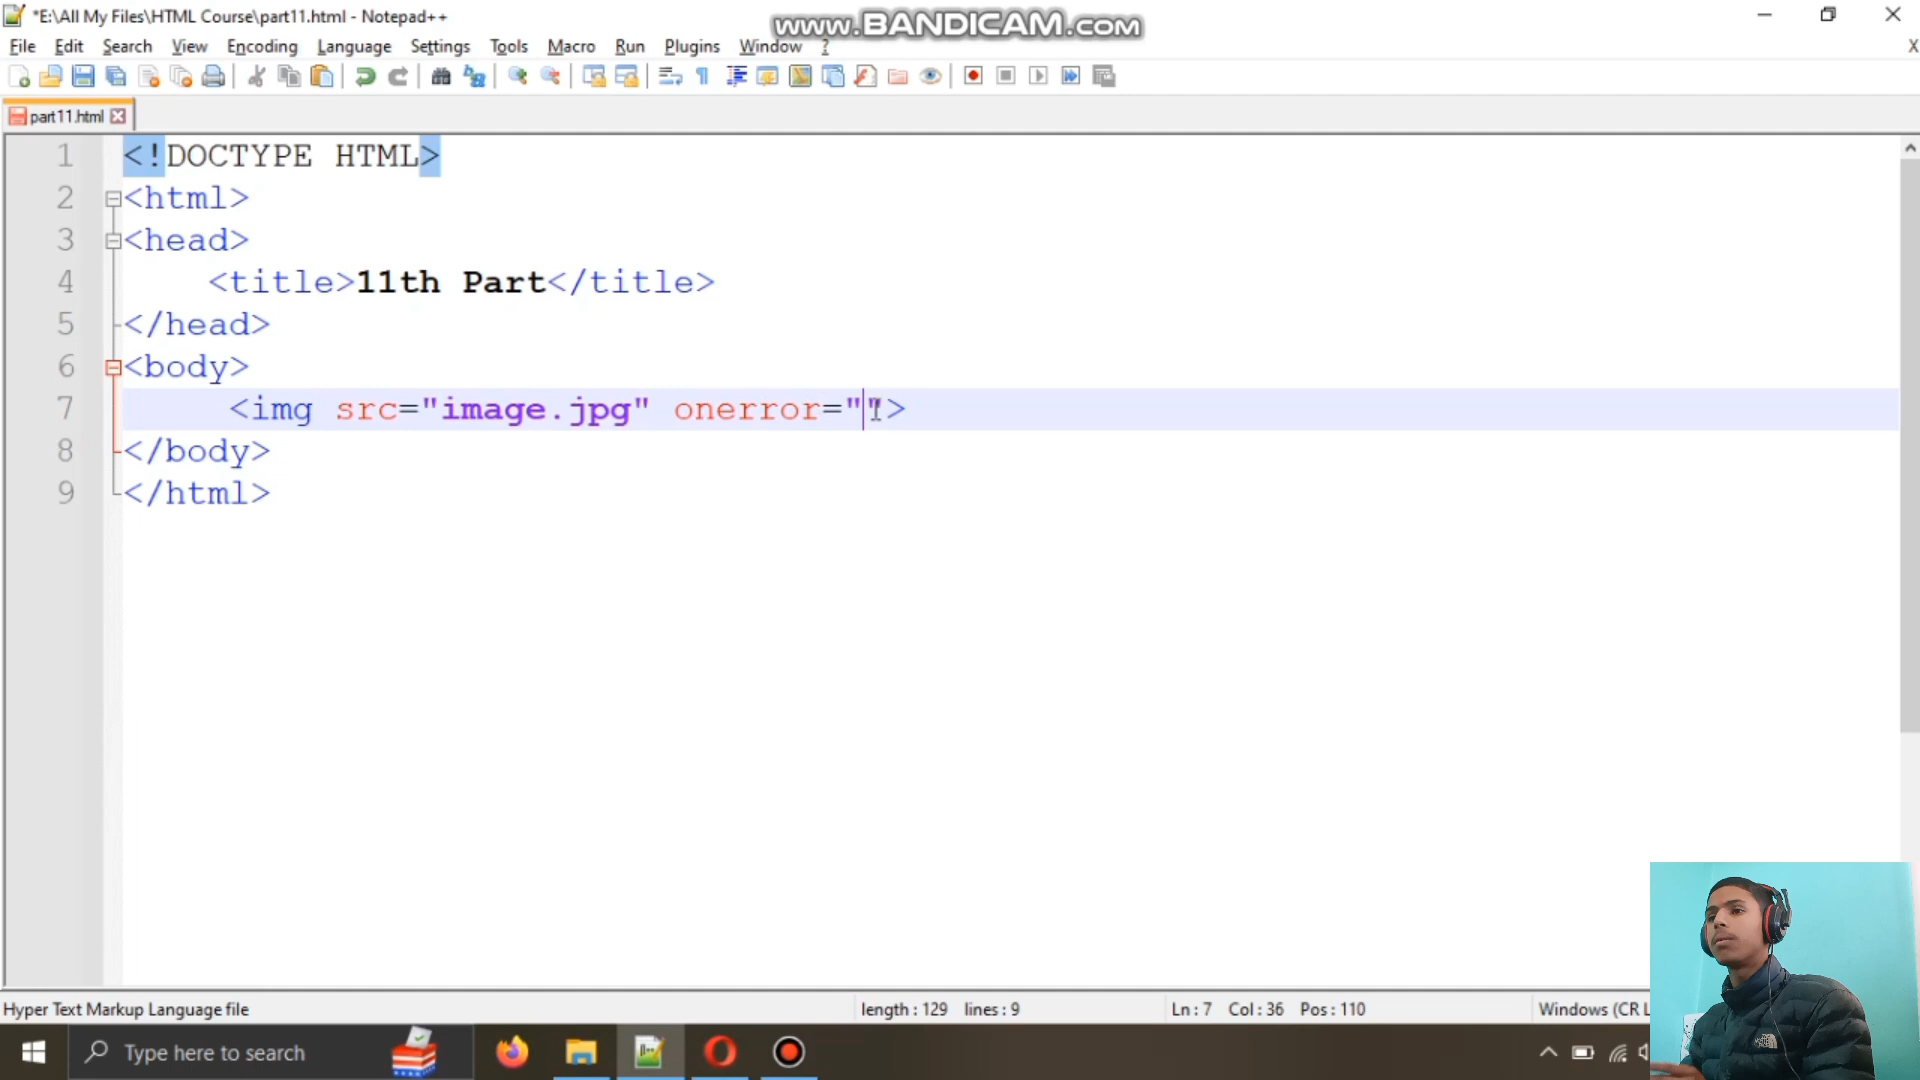 *E:\All My Files\HTML Course\part11.html - Notepad++
www.BANDICAM.com
File Edit Search View Encoding Language Settings Tools Macro Run Plugins Window ?
X
part11.html
1 <!DOCTYPE HTML>
2 <html>
3 <head>
4 <title>11th Part</title>
5 </head>
6 <body>
7 <img src="image.jpg" onerror="">
8 </body>
9 </html>
Hyper Text Markup Language file length : 129 lines : 9 Ln : 7 Col : 36 Pos : 110 Windows (CR L
Type here to search